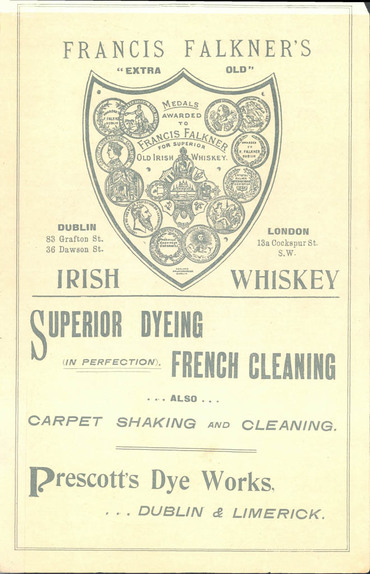 FRANCIS FALKNER'S
"EXTRA OLD"
MEDALS
AWARDED
TO
FRANCIS FALKNER
FOR SUPERIOR
OLD IRISH WHISKEY.
DUBLIN
83 Grafton St.
36 Dawson St.
LONDON
13a Cockspur St.
S.W.
IRISH WHISKEY
SUPERIOR DYEING
(IN PERFECTION), FRENCH CLEANING
... ALSO ...
CARPET SHAKING AND CLEANING.
Prescott's Dye Works,
... DUBLIN & LIMERICK.